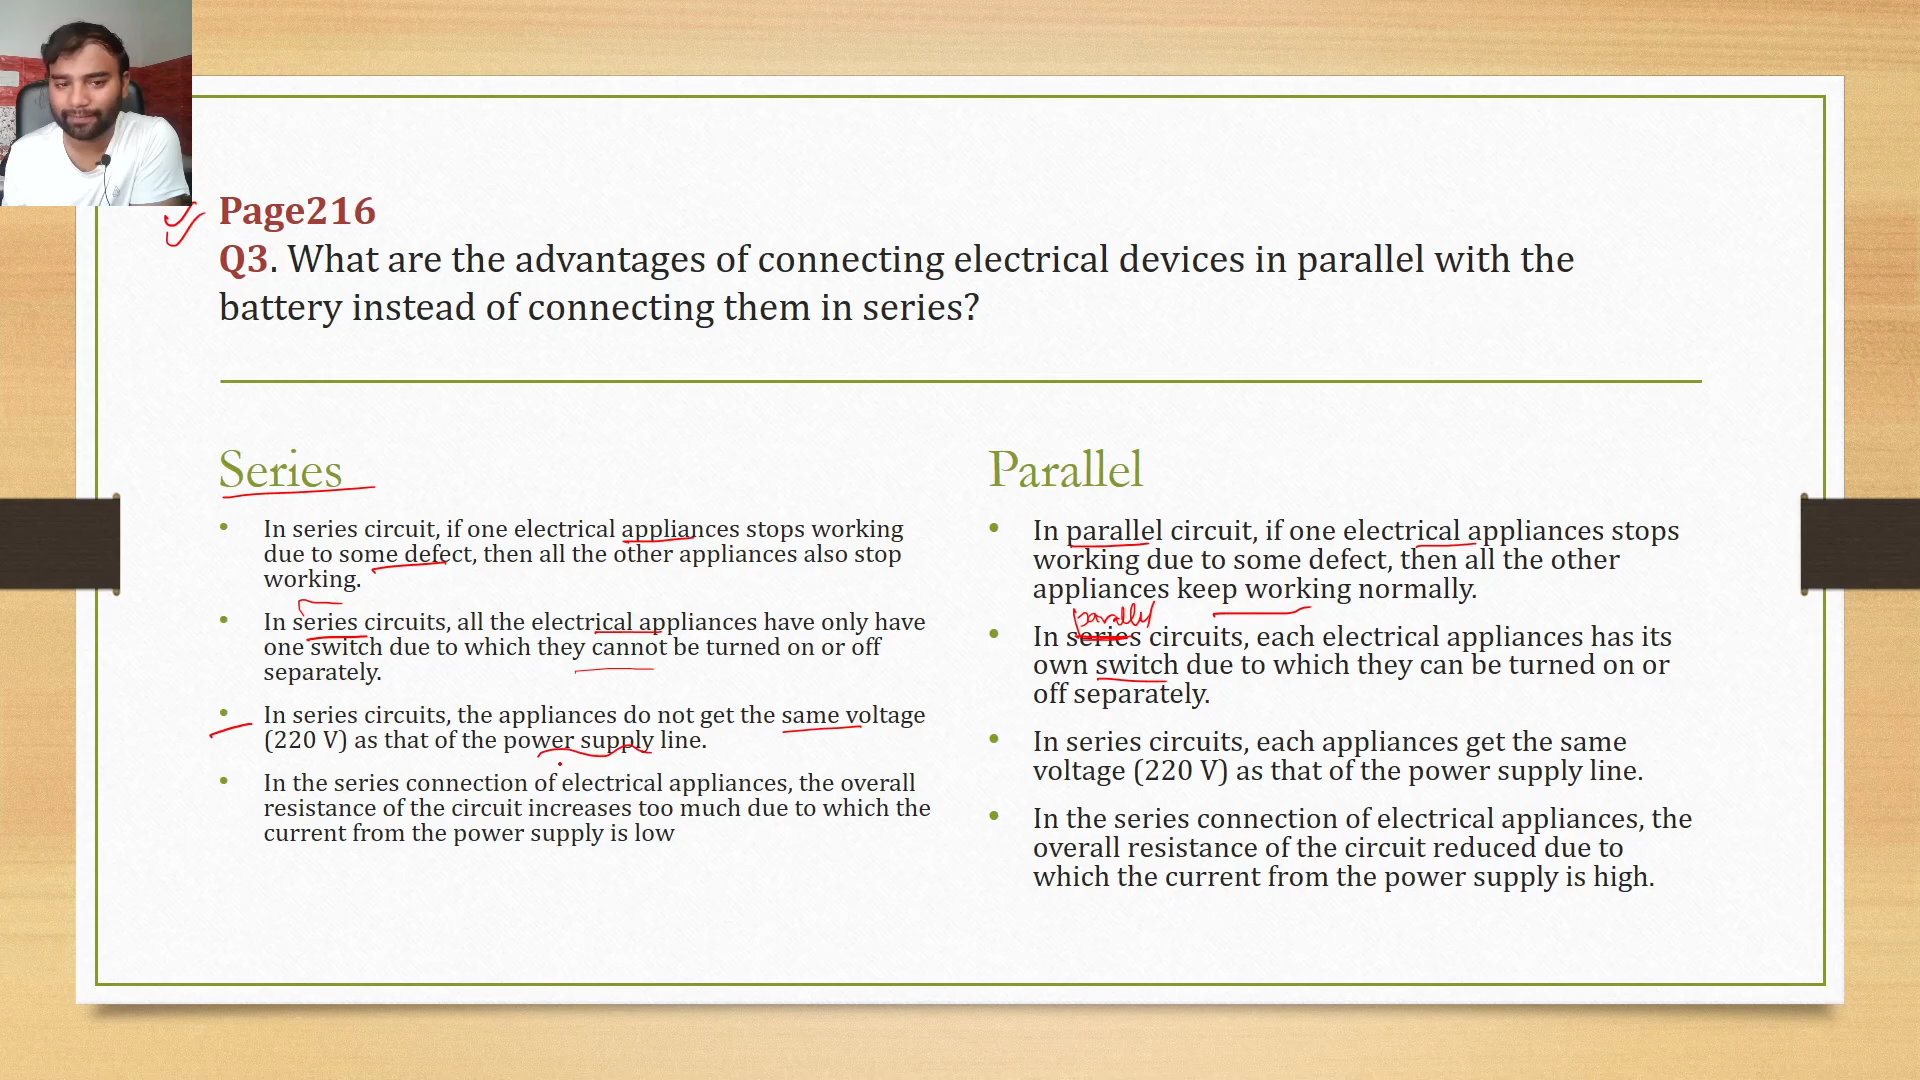 Page216
Q3. What are the advantages of connecting electrical devices in parallel with the
battery instead of connecting them in series?
Series
• In series circuit, if one electrical appliances stops working
due to some defect, then all the other appliances also stop
working.
• In series circuits, all the electrical appliances have only have
one switch due to which they cannot be turned on or off
separately.
• In series circuits, the appliances do not get the same voltage
(220 V) as that of the power supply line.
• In the series connection of electrical appliances, the overall
resistance of the circuit increases too much due to which the
current from the power supply is low
Parallel
• In parallel circuit, if one electrical appliances stops
working due to some defect, then all the other
appliances keep working normally.
• In series circuits, each electrical appliances has its
own switch due to which they can be turned on or
off separately.
• In series circuits, each appliances get the same
voltage (220 V) as that of the power supply line.
• In the series connection of electrical appliances, the
overall resistance of the circuit reduced due to
which the current from the power supply is high.